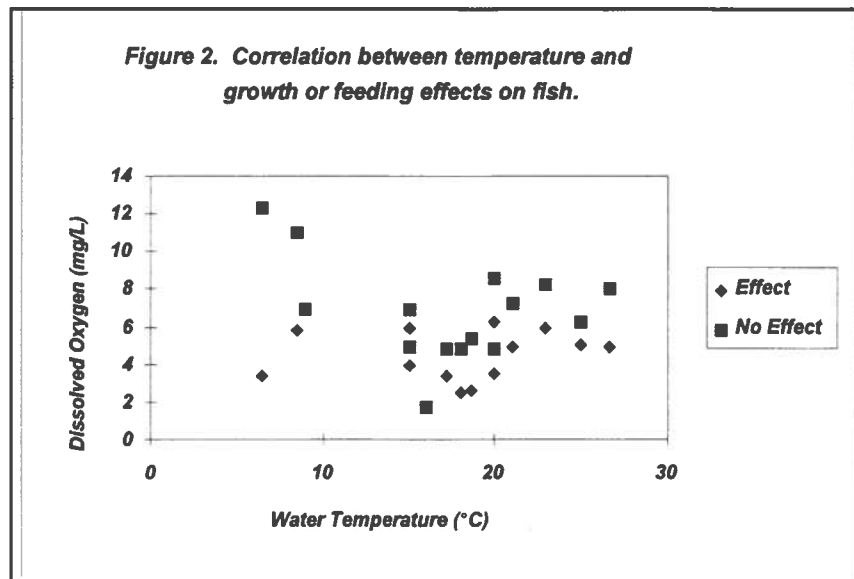 Figure 2. Correlation between temperature and
growth or feeding effects on fish.
14
12
10
8
6
4
2
0
Dissolved Oxygen (mg/L)
0 10 20 30
Water Temperature (°C)
Effect
No Effect